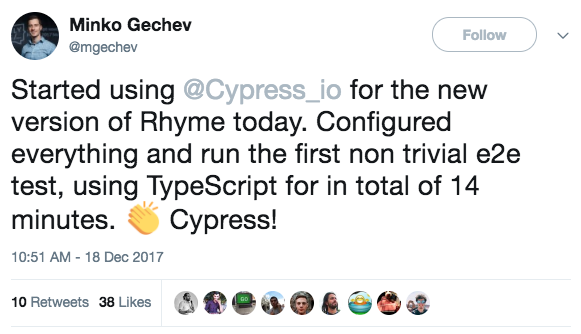 Minko Gechev
@mgechev
Follow
Started using @Cypress_io for the new
version of Rhyme today. Configured
everything and run the first non trivial e2e
test, using TypeScript for in total of 14
minutes. 👏 Cypress!
10:51 AM - 18 Dec 2017
10 Retweets 38 Likes
GO